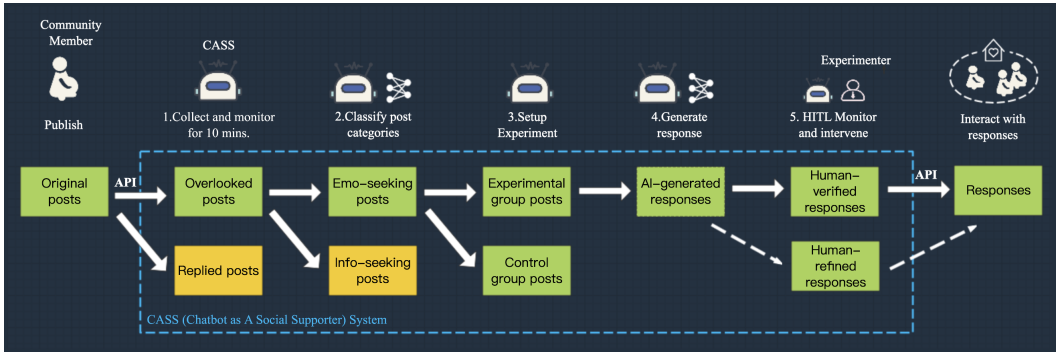 Community
Member
Publish
CASS
1.Collect and monitor
for 10 mins.
2.Classify post
categories
3.Setup
Experiment
4.Generate
response
Experimenter
5. HITL Monitor
and intervene
Interact with
responses
Original
posts
API
Overlooked
posts
Emo-seeking
posts
Experimental
group posts
AI-generated
responses
Human-
verified
responses
API
Responses
Replied posts
Info-seeking
posts
Control
group posts
Human-
refined
responses
CASS (Chatbot as A Social Supporter) System